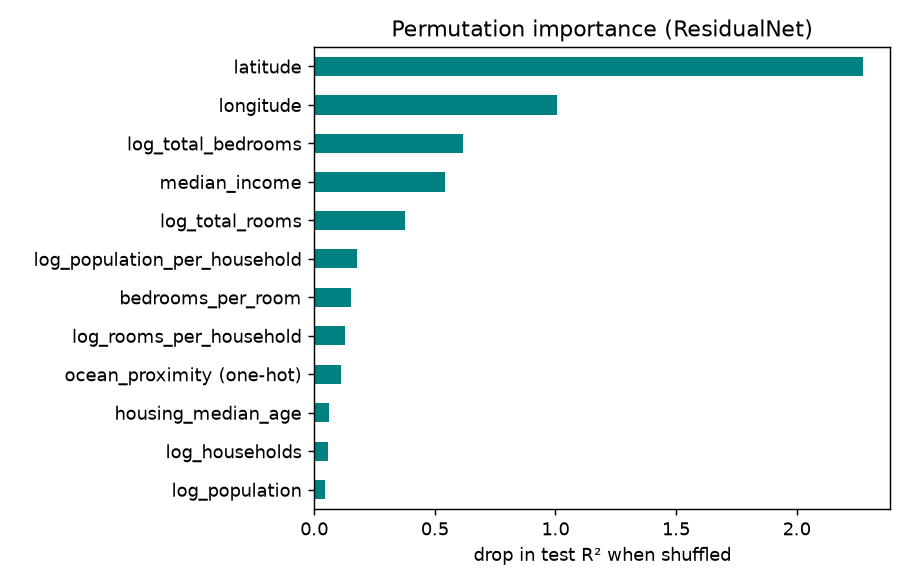 Permutation importance (ResidualNet)
latitude
longitude
log_total_bedrooms
median_income
log_total_rooms
log_population_per_household
bedrooms_per_room
log_rooms_per_household
ocean_proximity (one-hot)
housing_median_age
log_households
log_population
0.0 0.5 1.0 1.5 2.0
drop in test R² when shuffled